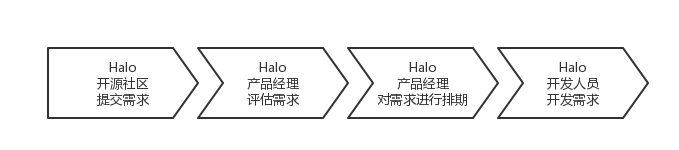 Halo
开源社区
提交需求
Halo
产品经理
评估需求
Halo
产品经理
对需求进行排期
Halo
开发人员
开发需求